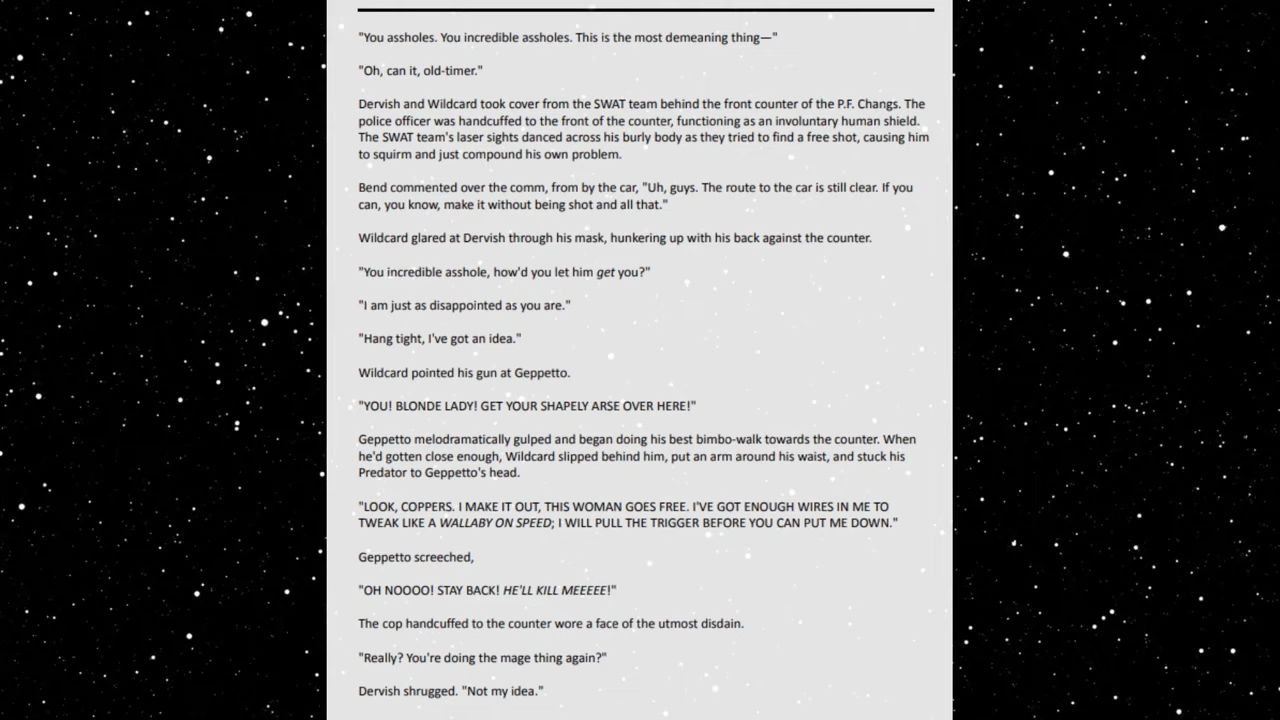 "You assholes. You incredible assholes. This is the most demeaning thing—"
"Oh, can it, old-timer."
Dervish and Wildcard took cover from the SWAT team behind the front counter of the P.F. Changs. The
police officer was handcuffed to the front of the counter, functioning as an involuntary human shield.
The SWAT team's laser sights danced across his burly body as they tried to find a free shot, causing him
to squirm and just compound his own problem.
Bend commented over the comm, from by the car, "Uh, guys. The route to the car is still clear. If you
can, you know, make it without being shot and all that."
Wildcard glared at Dervish through his mask, hunkering up with his back against the counter.
"You incredible asshole, how'd you let him get you?"
"I am just as disappointed as you are."
"Hang tight, I've got an idea."
Wildcard pointed his gun at Geppetto.
"YOU! BLONDE LADY! GET YOUR SHAPELY ARSE OVER HERE!"
Geppetto melodramatically gulped and began doing his best bimbo-walk towards the counter. When
he'd gotten close enough, Wildcard slipped behind him, put an arm around his waist, and stuck his
Predator to Geppetto's head.
"LOOK, COPPERS. I MAKE IT OUT, THIS WOMAN GOES FREE. I'VE GOT ENOUGH WIRES IN ME TO
TWEAK LIKE A WALLABY ON SPEED; I WILL PULL THE TRIGGER BEFORE YOU CAN PUT ME DOWN."
Geppetto screeched,
"OH NOOOO! STAY BACK! HE'LL KILL MEEEEE!"
The cop handcuffed to the counter wore a face of the utmost disdain.
"Really? You're doing the mage thing again?"
Dervish shrugged. "Not my idea."